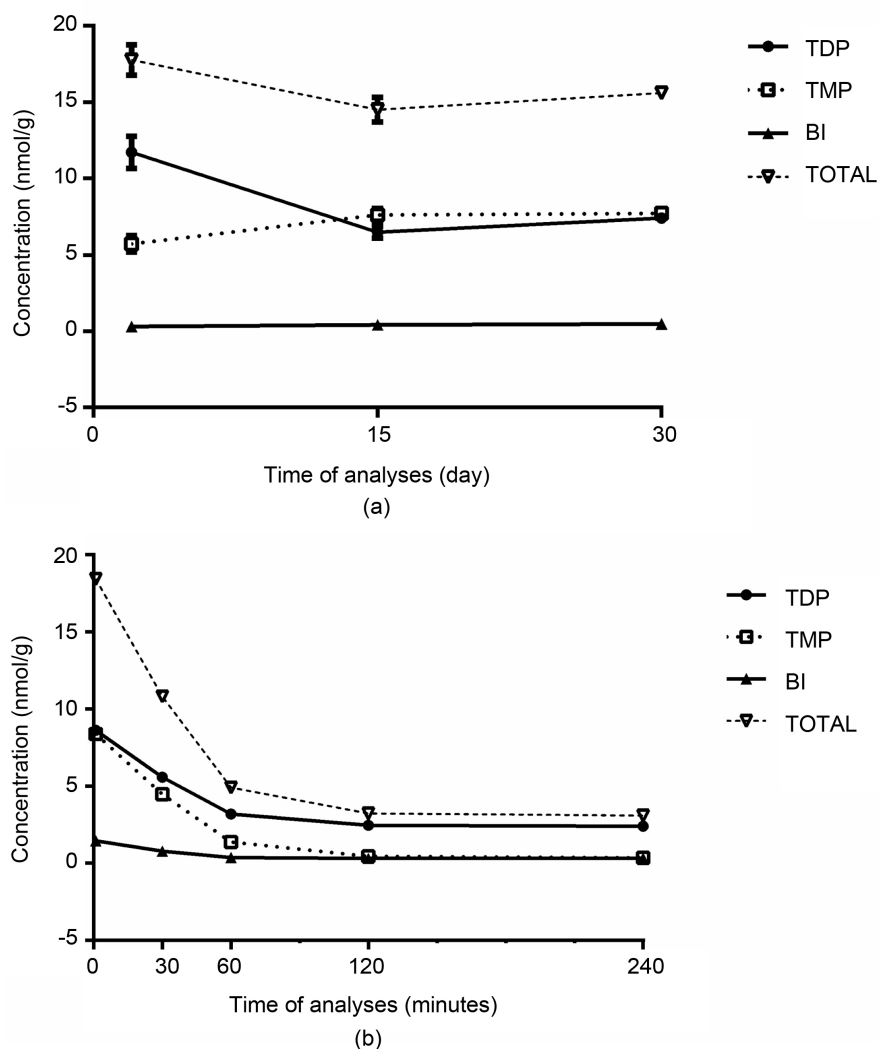 20
15
10
5
0
-5
Concentration (nmol/g)
0 15 30
Time of analyses (day)
(a)
TDP
TMP
BI
TOTAL
20
15
10
5
0
-5
Concentration (nmol/g)
0 30 60 120 240
Time of analyses (minutes)
(b)
TDP
TMP
BI
TOTAL